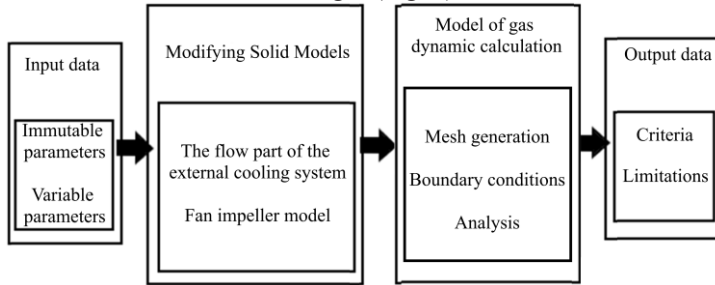 Input data
Immutable
parameters
Variable
parameters
Modifying Solid Models
The flow part of the
external cooling system
Fan impeller model
Model of gas
dynamic calculation
Mesh generation
Boundary conditions
Analysis
Output data
Criteria
Limitations